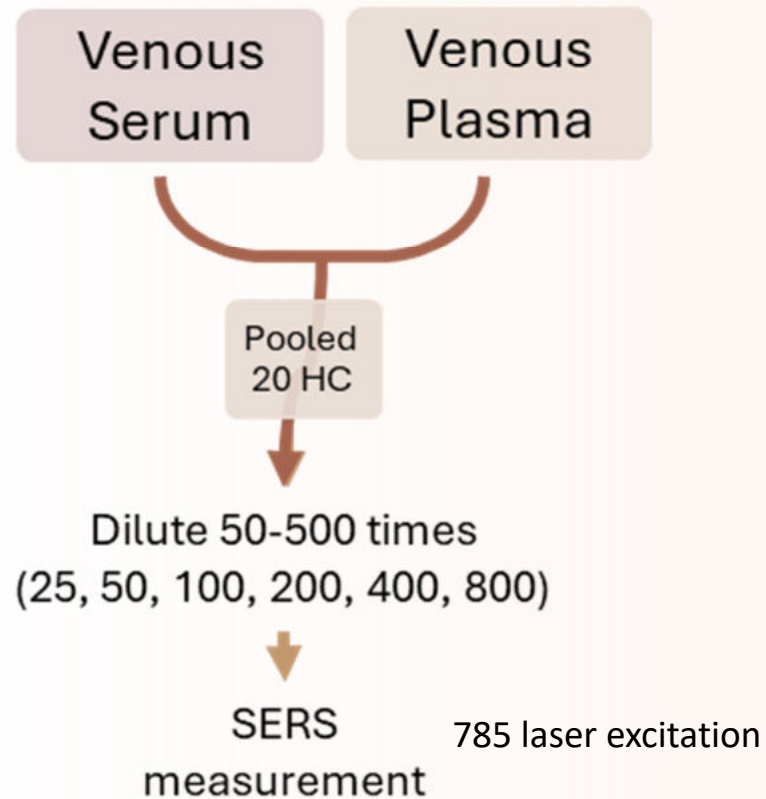 Venous
Serum
Venous
Plasma
Pooled
20 HC
Dilute 50-500 times
(25, 50, 100, 200, 400, 800)
SERS
measurement
785 laser excitation